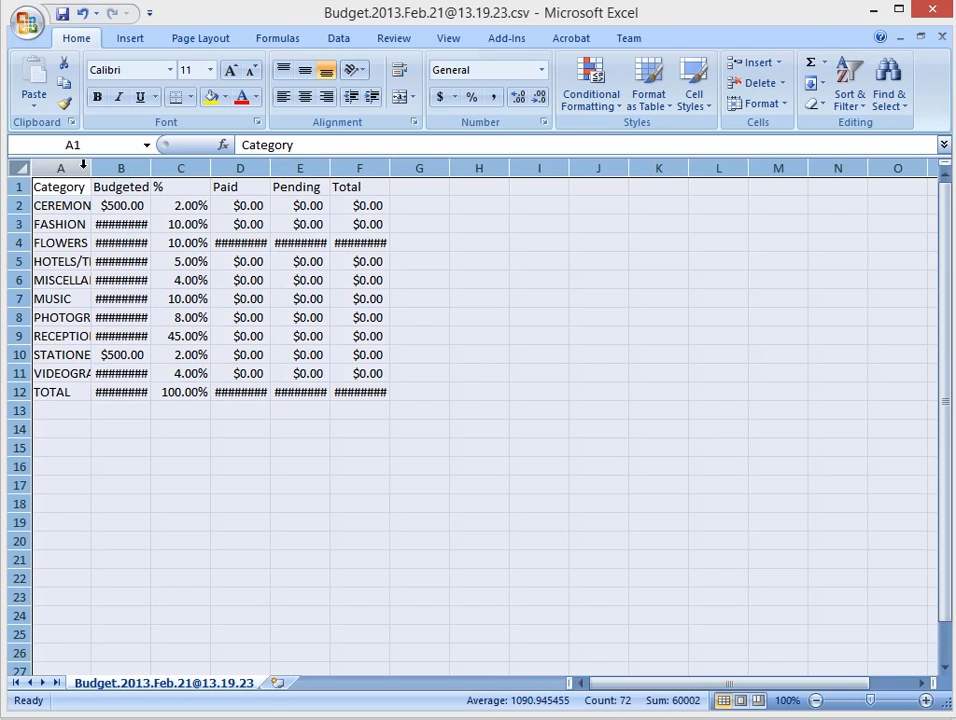 Budget.2013.Feb.21@13.19.23.csv - Microsoft Excel
Home Insert Page Layout Formulas Data Review View Add-Ins Acrobat Team
Paste Calibri 11 B I U General $ % , .00 .0 Conditional Formatting Format as Table Cell Styles Insert Delete Format Σ Sort & Filter Find & Select
Clipboard Font Alignment Number Styles Cells Editing
A1 fx Category
A B C D E F G H I J K L M N O
1 Category Budgeted % Paid Pending Total
2 CEREMON $500.00 2.00% $0.00 $0.00 $0.00
3 FASHION ######## 10.00% $0.00 $0.00 $0.00
4 FLOWERS ######## 10.00% ######## ######## ########
5 HOTELS/TI ######## 5.00% $0.00 $0.00 $0.00
6 MISCELLA ######## 4.00% $0.00 $0.00 $0.00
7 MUSIC ######## 10.00% $0.00 $0.00 $0.00
8 PHOTOGR ######## 8.00% $0.00 $0.00 $0.00
9 RECEPTIO ######## 45.00% $0.00 $0.00 $0.00
10 STATIONE $500.00 2.00% $0.00 $0.00 $0.00
11 VIDEOGRA ######## 4.00% $0.00 $0.00 $0.00
12 TOTAL ######## 100.00% ######## ######## ########
13
14
15
16
17
18
19
20
21
22
23
24
25
26
27
Budget.2013.Feb.21@13.19.23
Ready Average: 1090.945455 Count: 72 Sum: 60002 100%